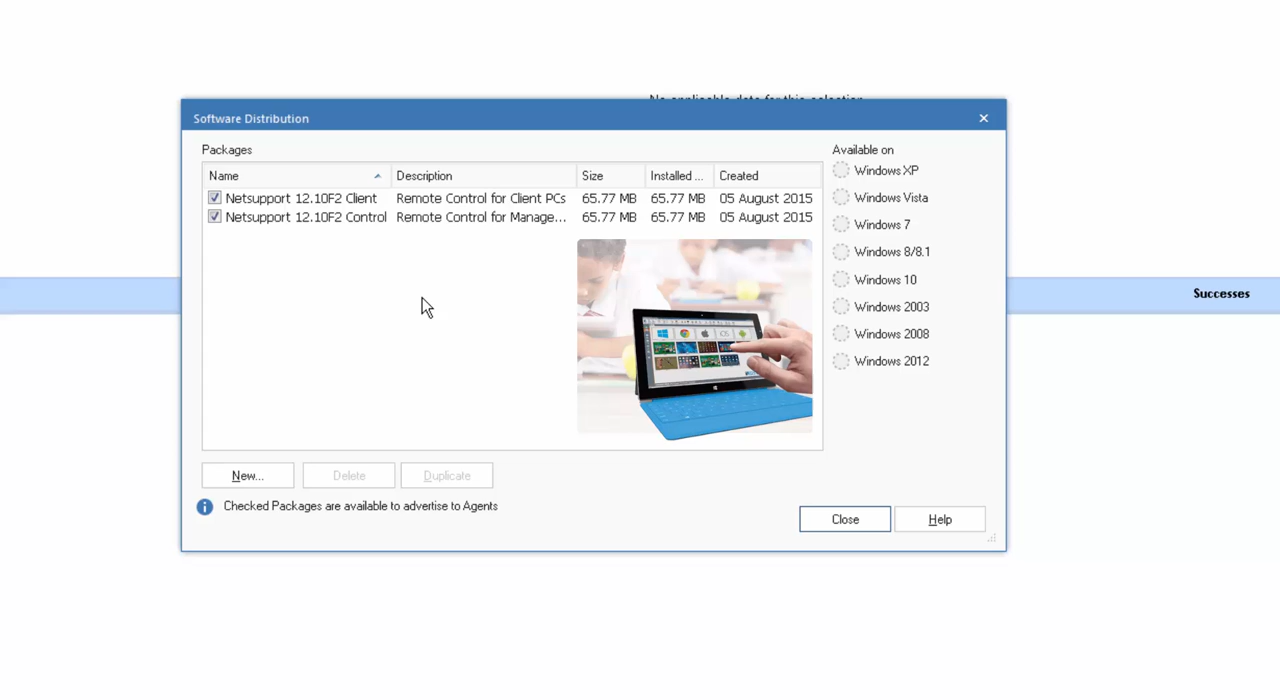 No applicable data for this selection
Software Distribution
Packages
Name Description Size Installed ... Created
Netsupport 12.10F2 Client Remote Control for Client PCs 65.77 MB 65.77 MB 05 August 2015
Netsupport 12.10F2 Control Remote Control for Manage... 65.77 MB 65.77 MB 05 August 2015
Available on
Windows XP
Windows Vista
Windows 7
Windows 8/8.1
Windows 10
Windows 2003
Windows 2008
Windows 2012
Successes
New... Delete Duplicate
Checked Packages are available to advertise to Agents
Close Help